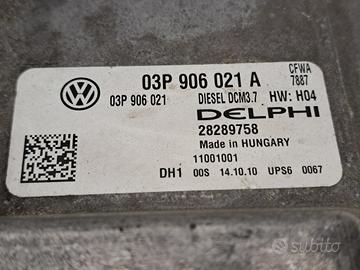 03P 906 021 A
CFWA
7887
03P 906 021
DIESEL DCM3.7
HW: H04
DELPHI
28289758
Made in HUNGARY
11001001
DH1 00S 14.10.10 UPS6 0067
subito